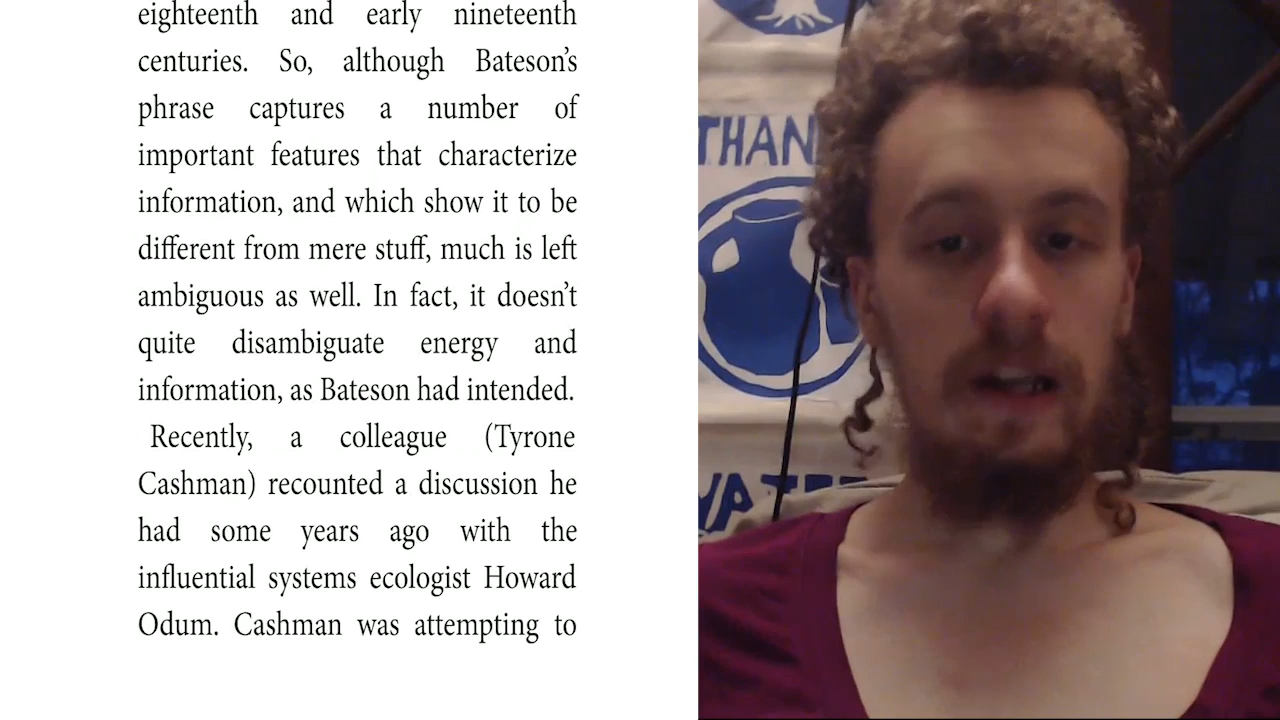 eighteenth and early nineteenth
centuries. So, although Bateson’s
phrase captures a number of
important features that characterize
information, and which show it to be
different from mere stuff, much is left
ambiguous as well. In fact, it doesn’t
quite disambiguate energy and
information, as Bateson had intended.
Recently, a colleague (Tyrone
Cashman) recounted a discussion he
had some years ago with the
influential systems ecologist Howard
Odum. Cashman was attempting to
THAN